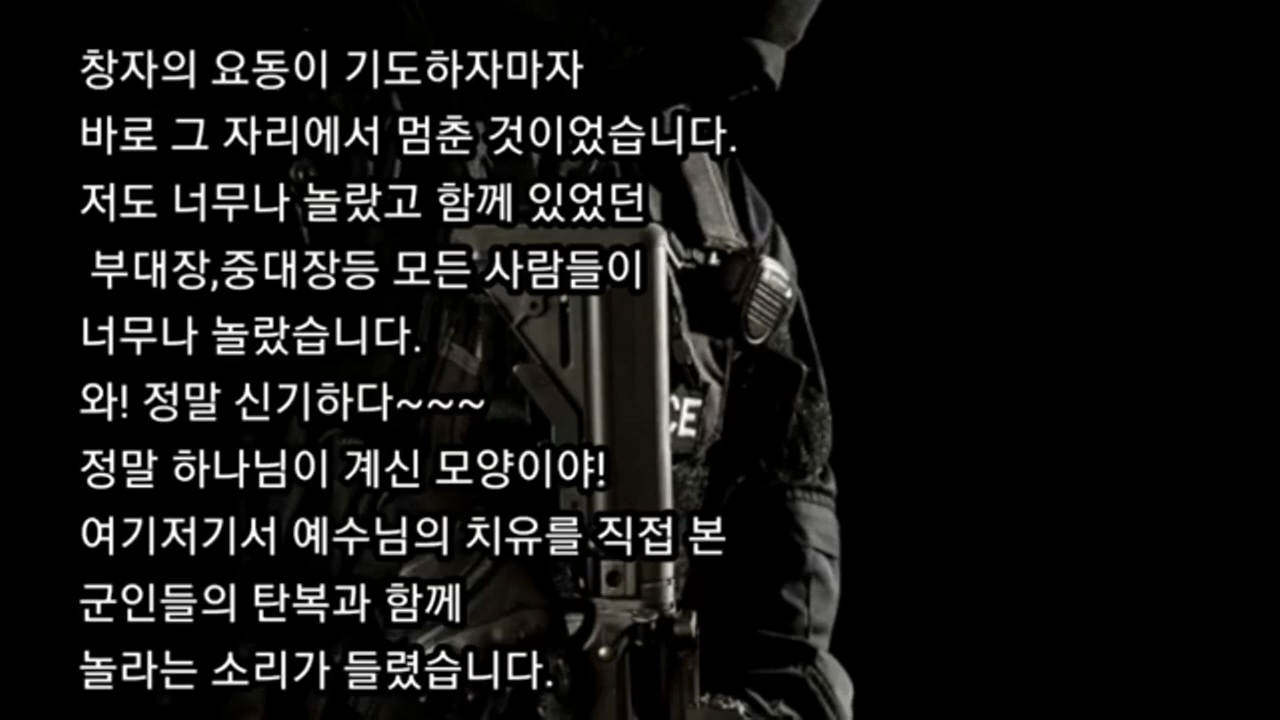 창자의 요동이 기도하자마자
바로 그 자리에서 멈춘 것이었습니다.
저도 너무나 놀랐고 함께 있었던
부대장,중대장등 모든 사람들이
너무나 놀랐습니다.
와! 정말 신기하다~~~
정말 하나님이 계신 모양이야!
여기저기서 예수님의 치유를 직접 본
군인들의 탄복과 함께
놀라는 소리가 들렸습니다.
CE